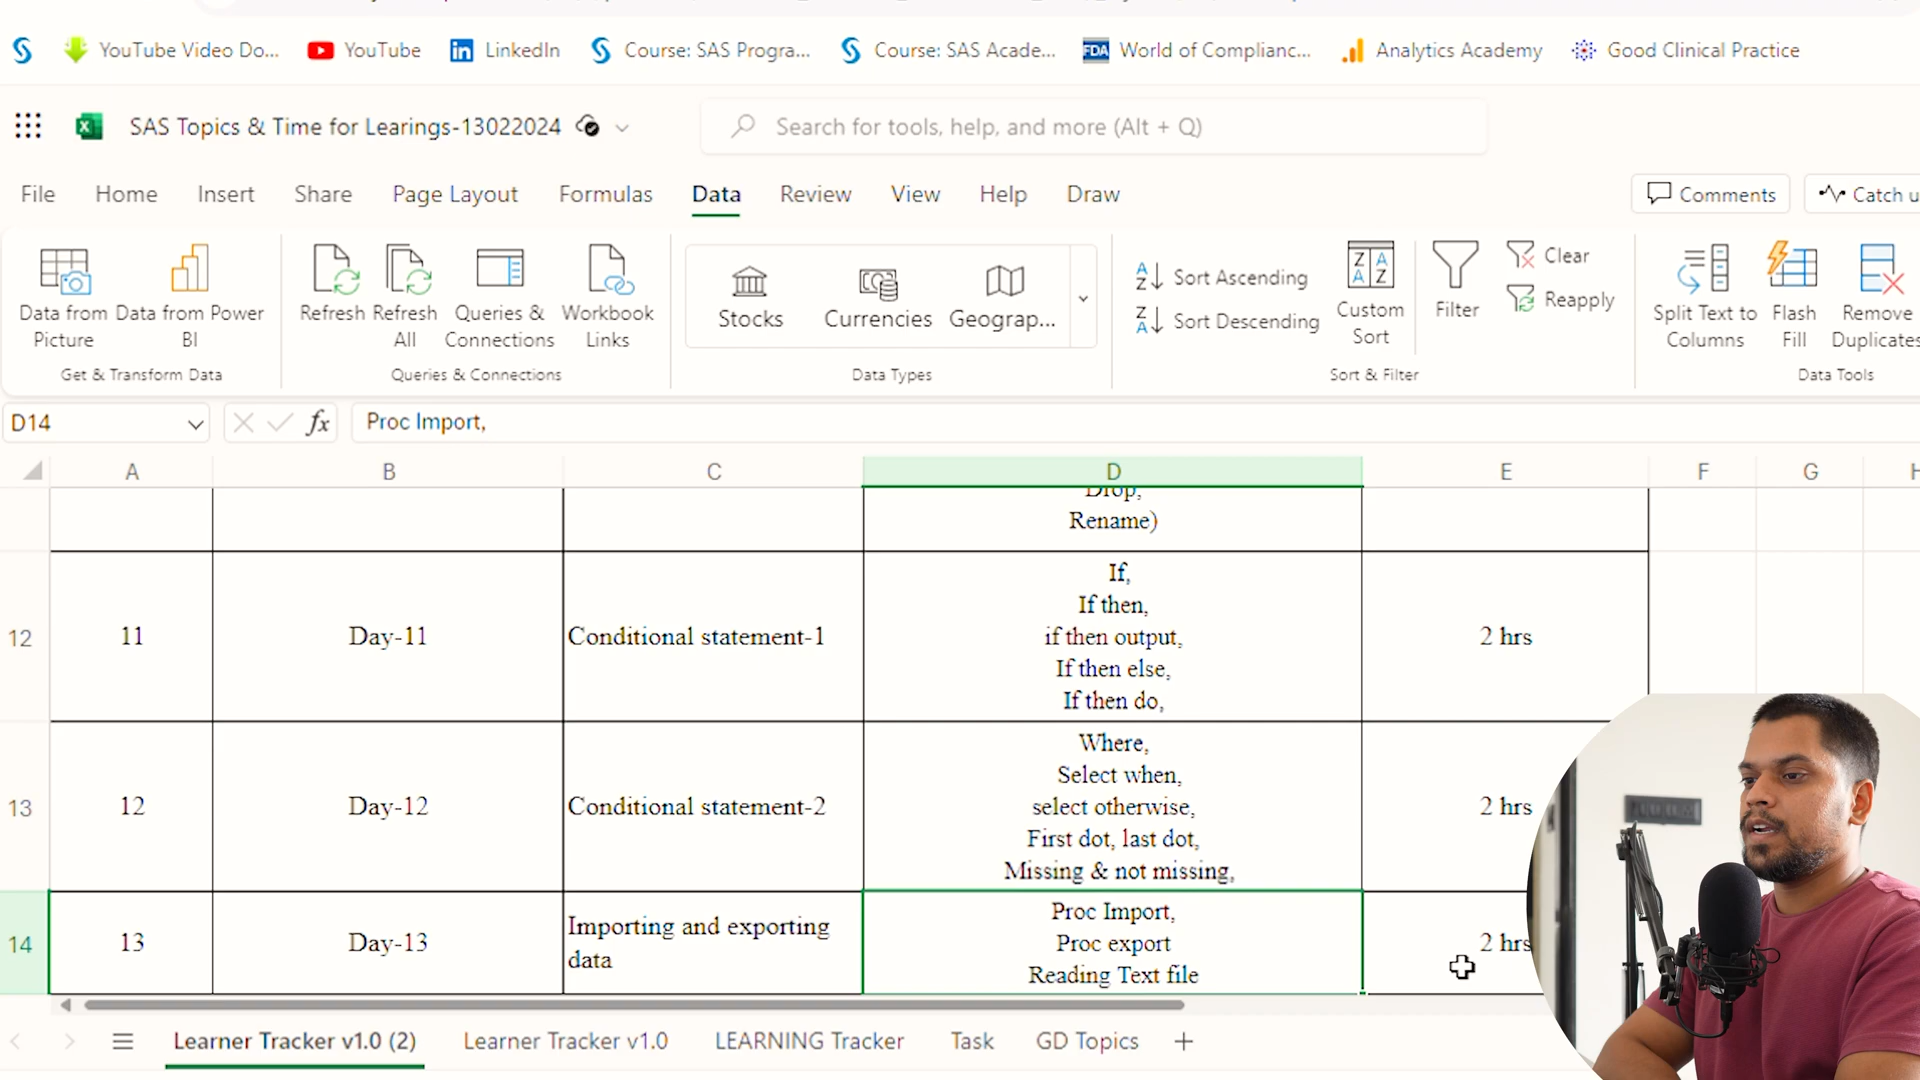 YouTube Video Do... YouTube LinkedIn Course: SAS Progra... Course: SAS Acade... FDA World of Complianc... Analytics Academy Good Clinical Practice
SAS Topics & Time for Learings-13022024
Search for tools, help, and more (Alt + Q)
File Home Insert Share Page Layout Formulas Data Review View Help Draw
Comments
Catch u
Data from Picture
Data from Power BI
Get & Transform Data
Refresh
Refresh All
Queries & Connections
Workbook Links
Queries & Connections
Stocks
Currencies
Geograp...
Data Types
Sort Ascending
Sort Descending
Custom Sort
Filter
Clear
Reapply
Sort & Filter
Split Text to Columns
Flash Fill
Remove Duplicates
Data Tools
D14
fx
Proc Import,
A B C D E F G H
Drop,
Rename)
12
11
Day-11
Conditional statement-1
If,
If then,
if then output,
If then else,
If then do,
2 hrs
13
12
Day-12
Conditional statement-2
Where,
Select when,
select otherwise,
First dot, last dot,
Missing & not missing,
2 hrs
14
13
Day-13
Importing and exporting
data
Proc Import,
Proc export
Reading Text file
2 hrs
Learner Tracker v1.0 (2) Learner Tracker v1.0 LEARNING Tracker Task GD Topics